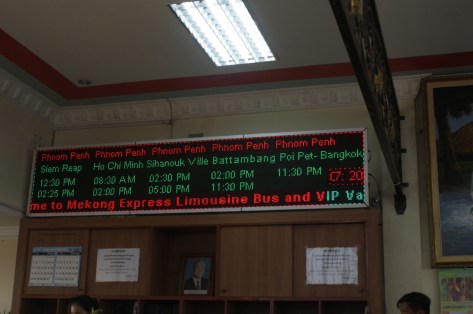 Phnom Penh Phnom Penh Phnom Penh Phnom Penh Phnom Penh
Siem Reap Ho Chi Minh Sihanouk Ville Battambang Poi Pet- Bangkok
12:30 PM 08:30 AM 02:30 PM 02:00 PM 11:30 PM
02:25 PM 02:00 PM 05:00 PM 11:30 PM
07: 20
me to Mekong Express Limousine Bus and VIP Va